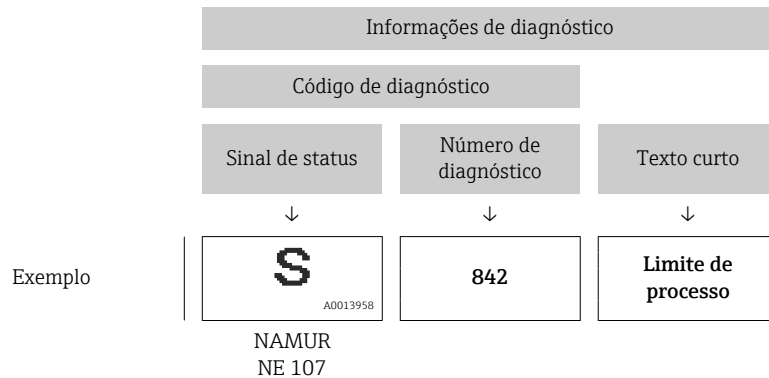 Informações de diagnóstico
Código de diagnóstico
Sinal de status
Número de
diagnóstico
Texto curto
↓ ↓ ↓
Exemplo
S
A0013958
842
Limite de
processo
NAMUR
NE 107